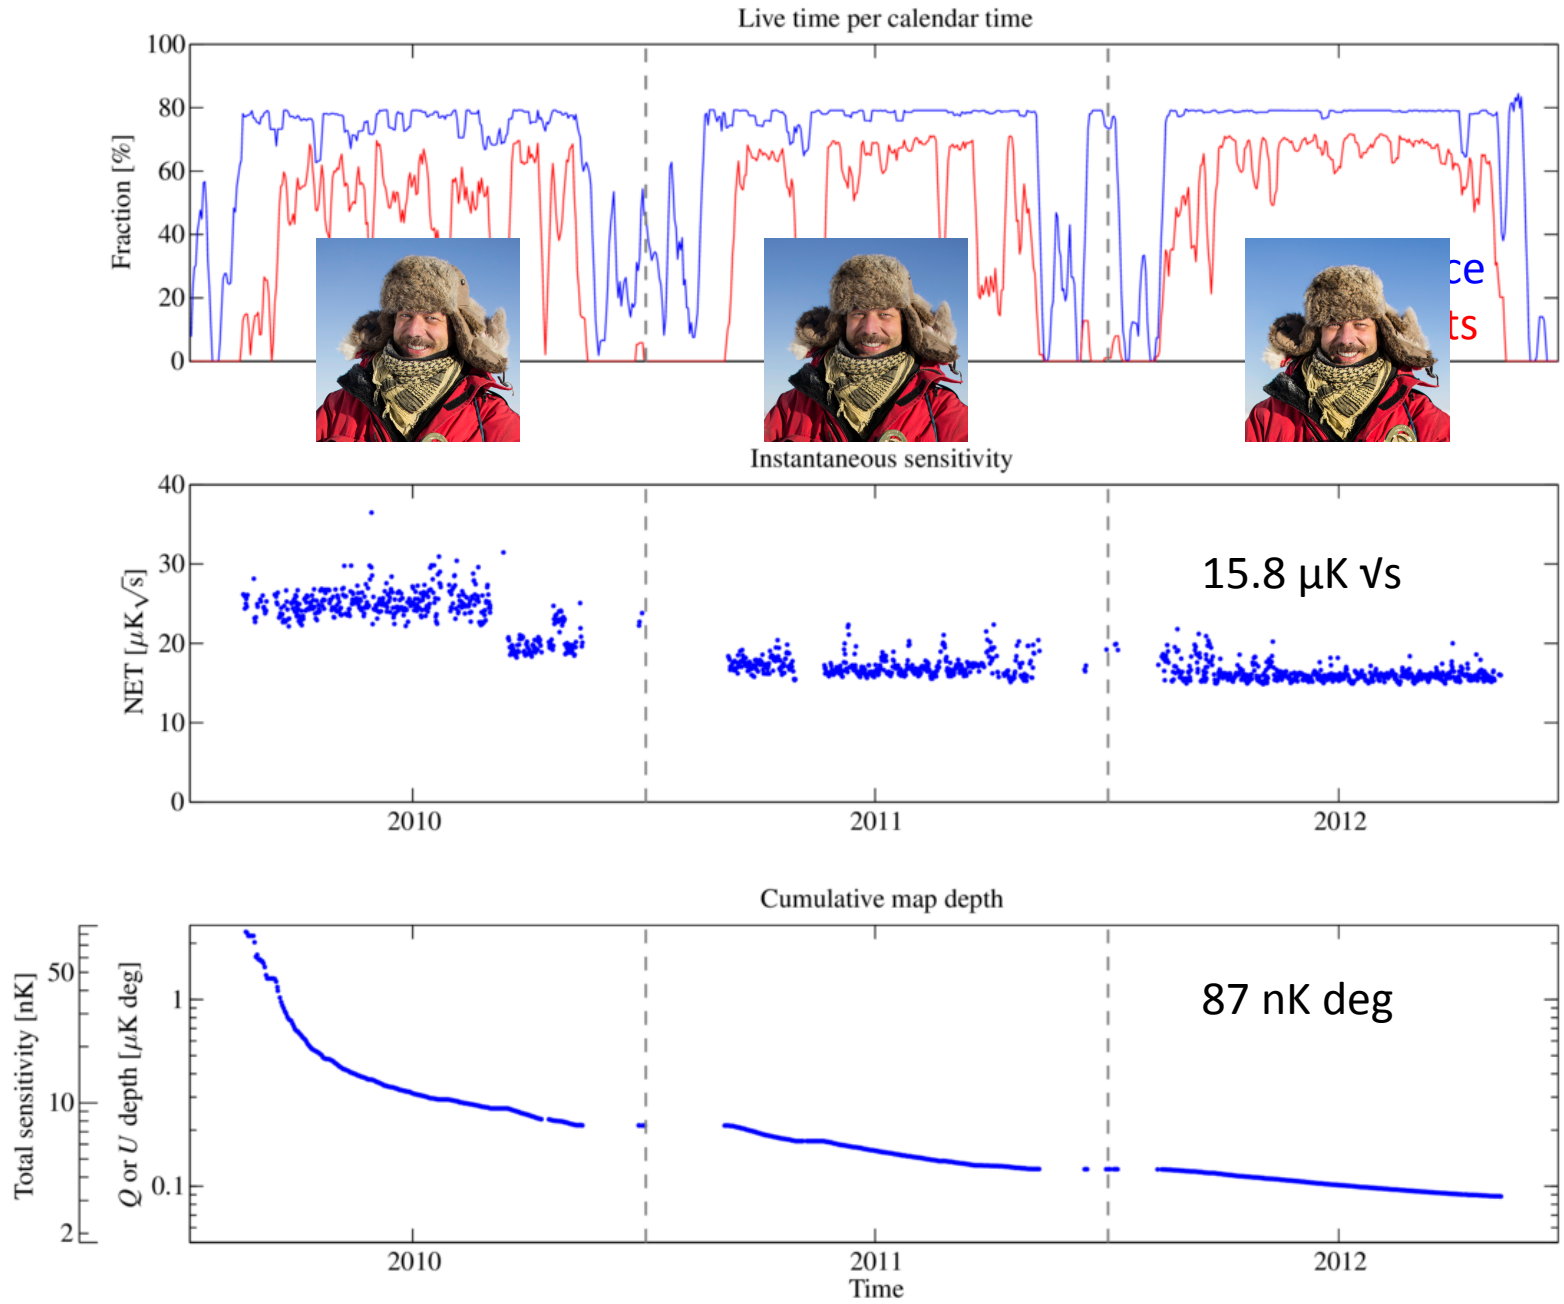 Live time per calendar time
100
80
60
40
20
0
Fraction [%]
Instantaneous sensitivity
40
30
20
10
0
NET [μK√s]
15.8 μK √s
2010 2011 2012
Cumulative map depth
50
10
2
Total sensitivity [nK]
1
0.1
Q or U depth [μK deg]
87 nK deg
2010 2011 2012
Time